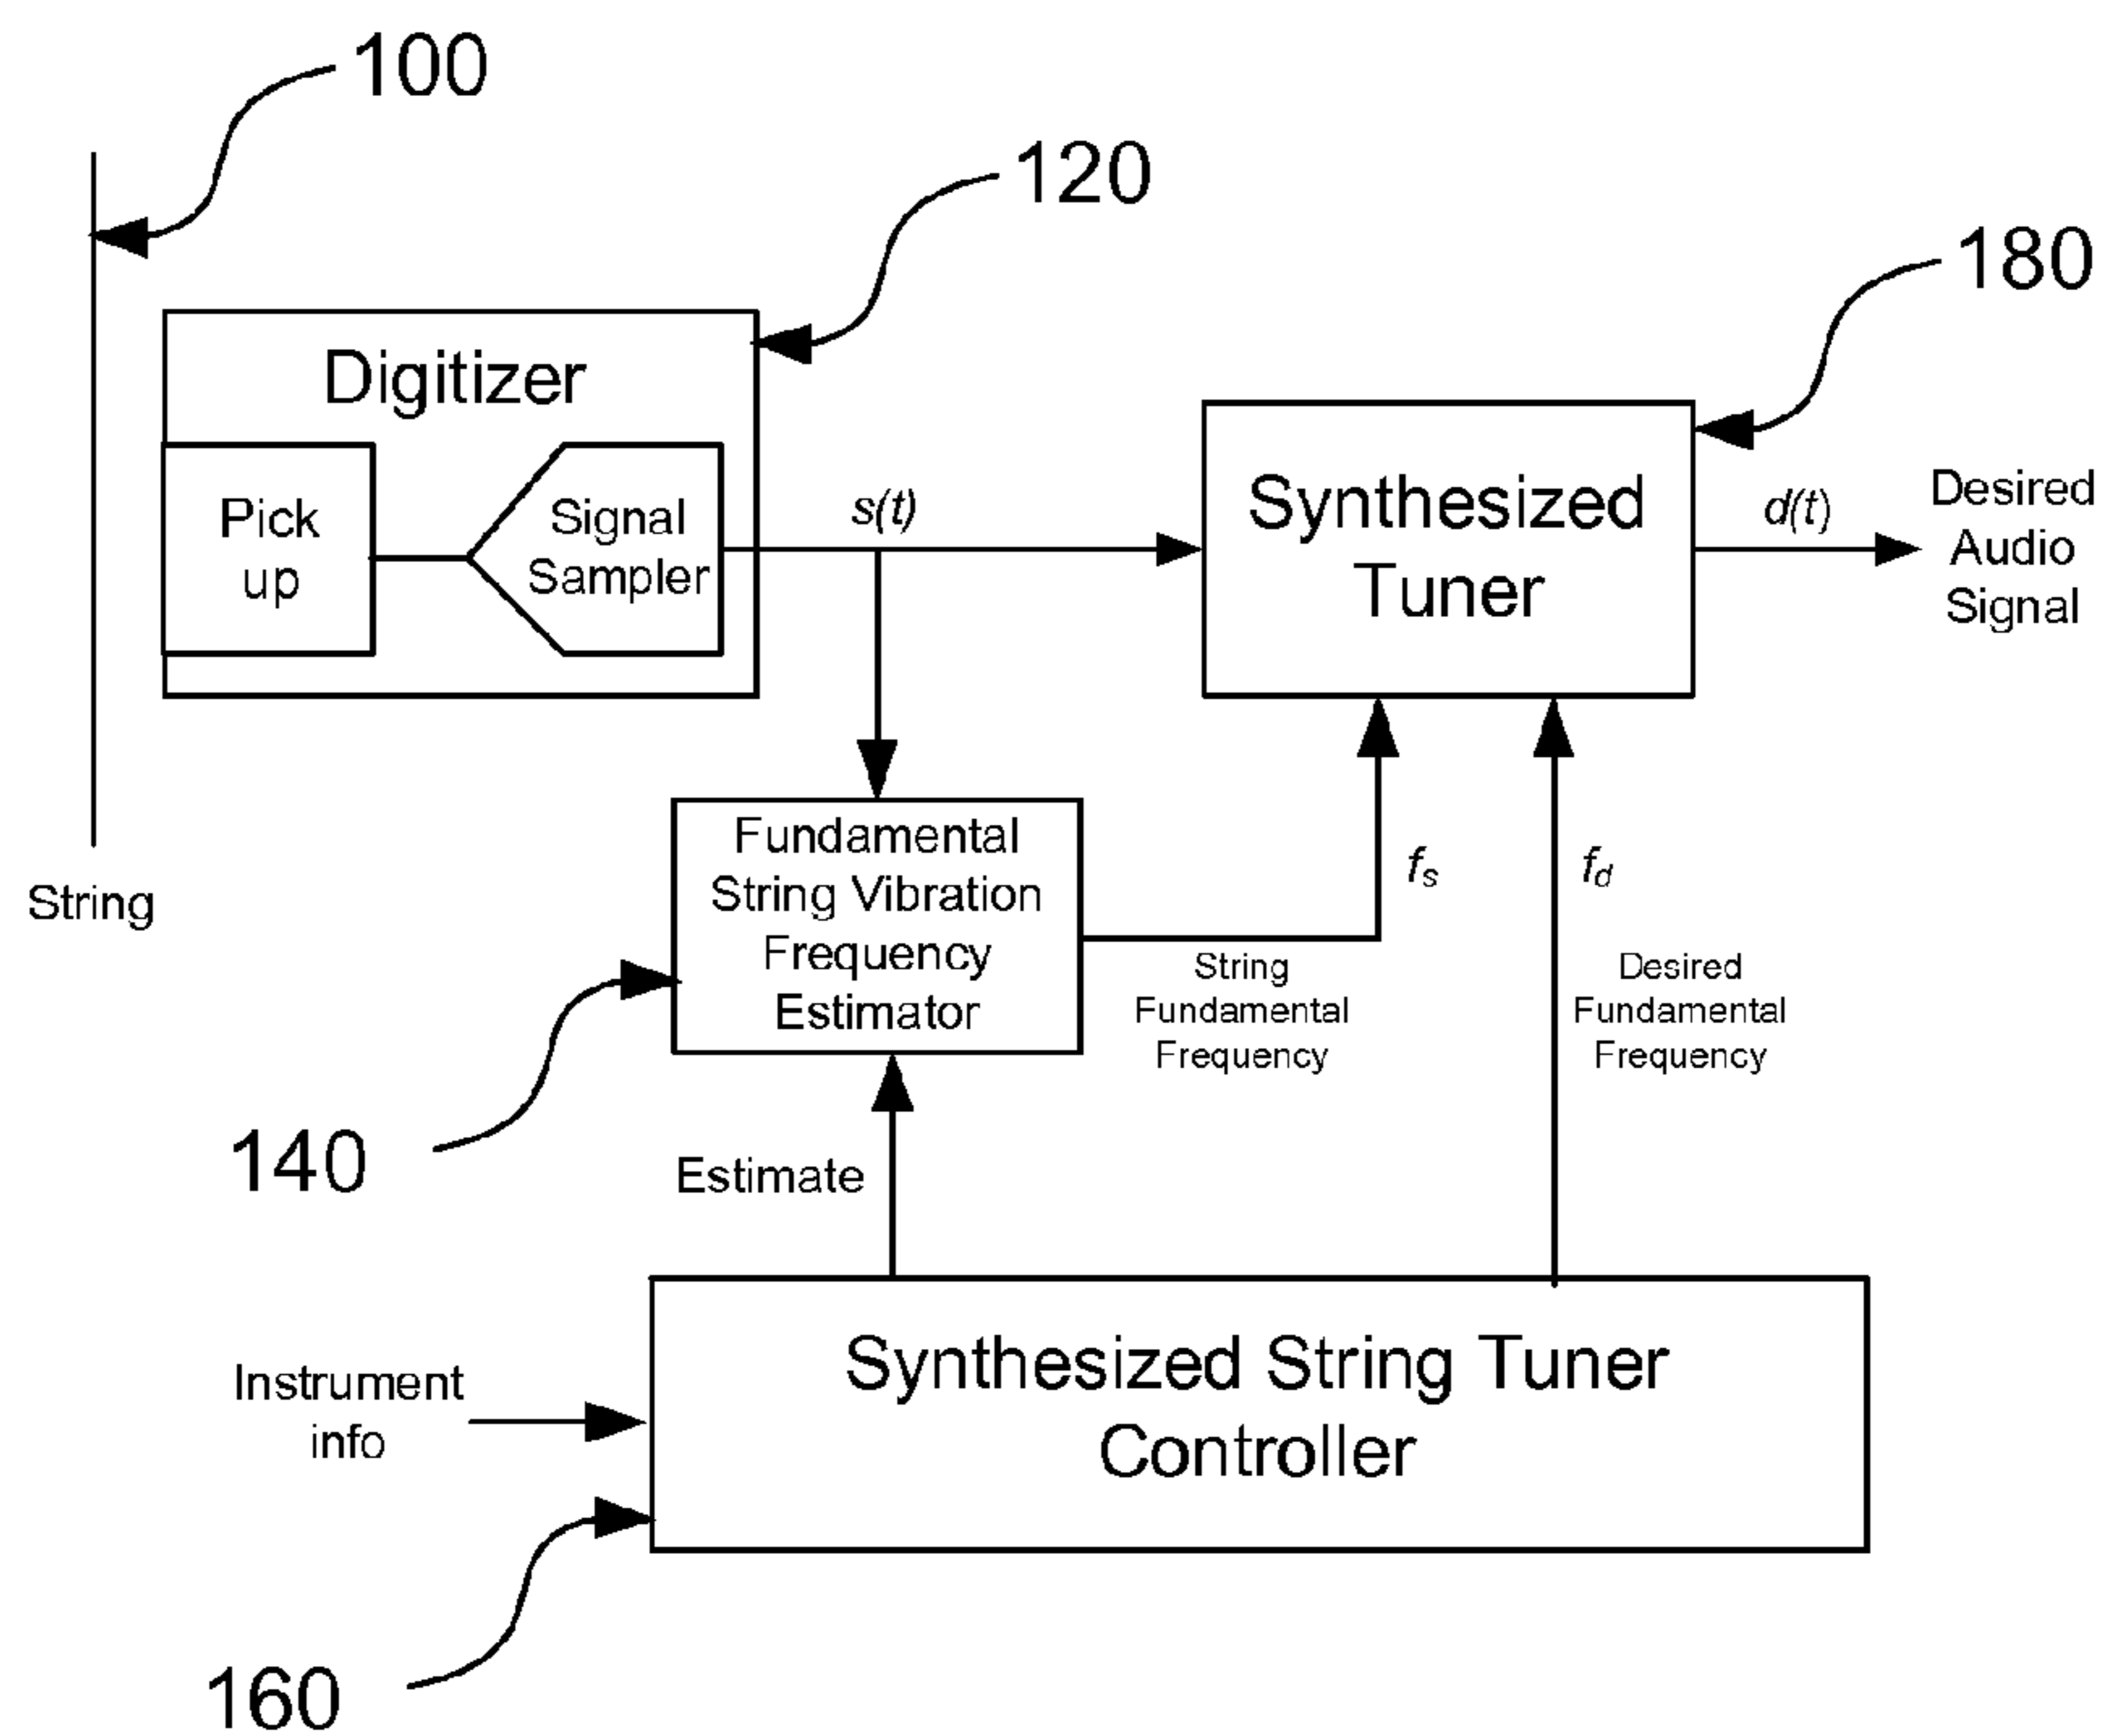 100
120
180
Digitizer
Pick
up
Signal
Sampler
s(t)
Synthesized
Tuner
d(t)
Desired
Audio
Signal
String
Fundamental
String Vibration
Frequency
Estimator
fs
fd
String
Fundamental
Frequency
Desired
Fundamental
Frequency
140
Estimate
Instrument
info
Synthesized String Tuner
Controller
160